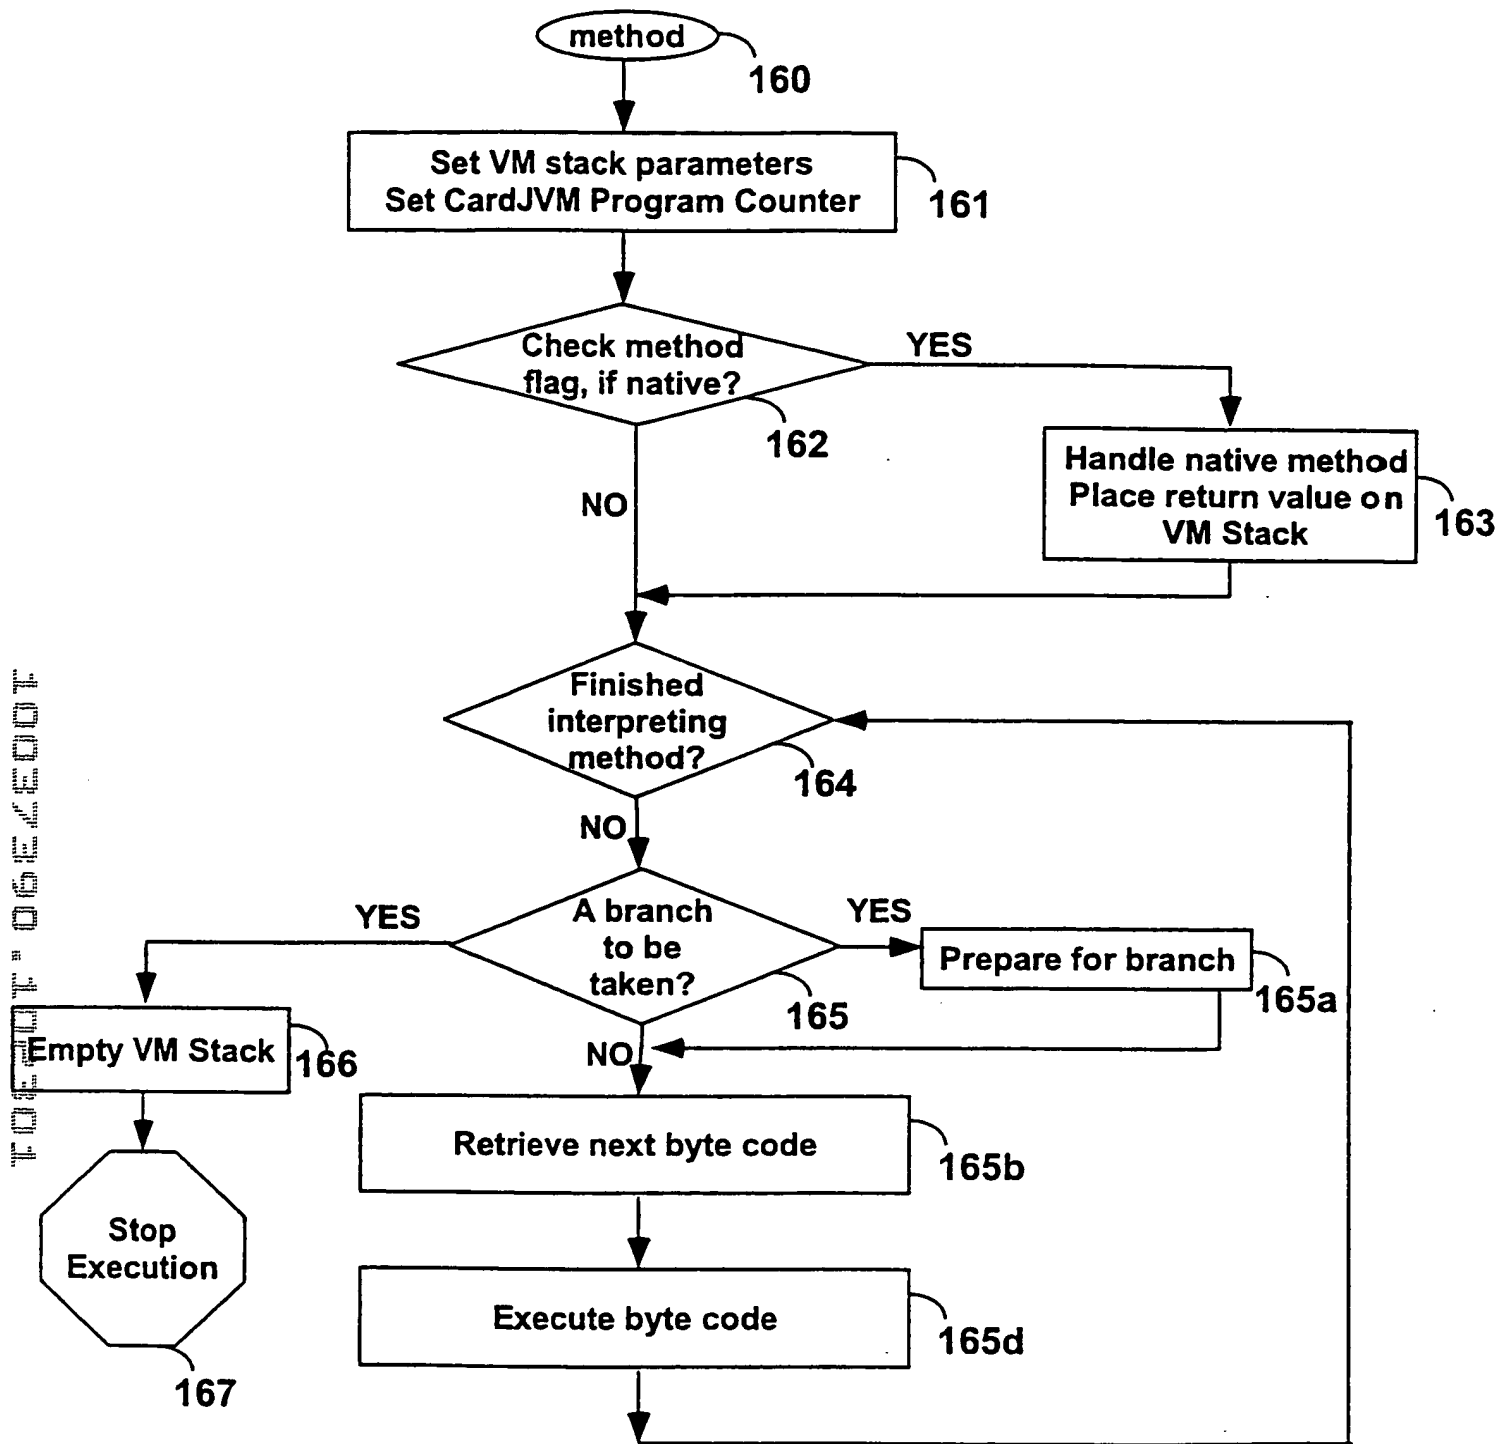 method
160
Set VM stack parameters
Set CardJVM Program Counter
161
Check method
flag, if native?
162
YES
Handle native method
Place return value on
VM Stack
163
NO
Finished
interpreting
method?
164
NO
A branch
to be
taken?
165
YES
YES
Prepare for branch
165a
Empty VM Stack
166
NO
Retrieve next byte code
165b
Stop
Execution
167
Execute byte code
165d